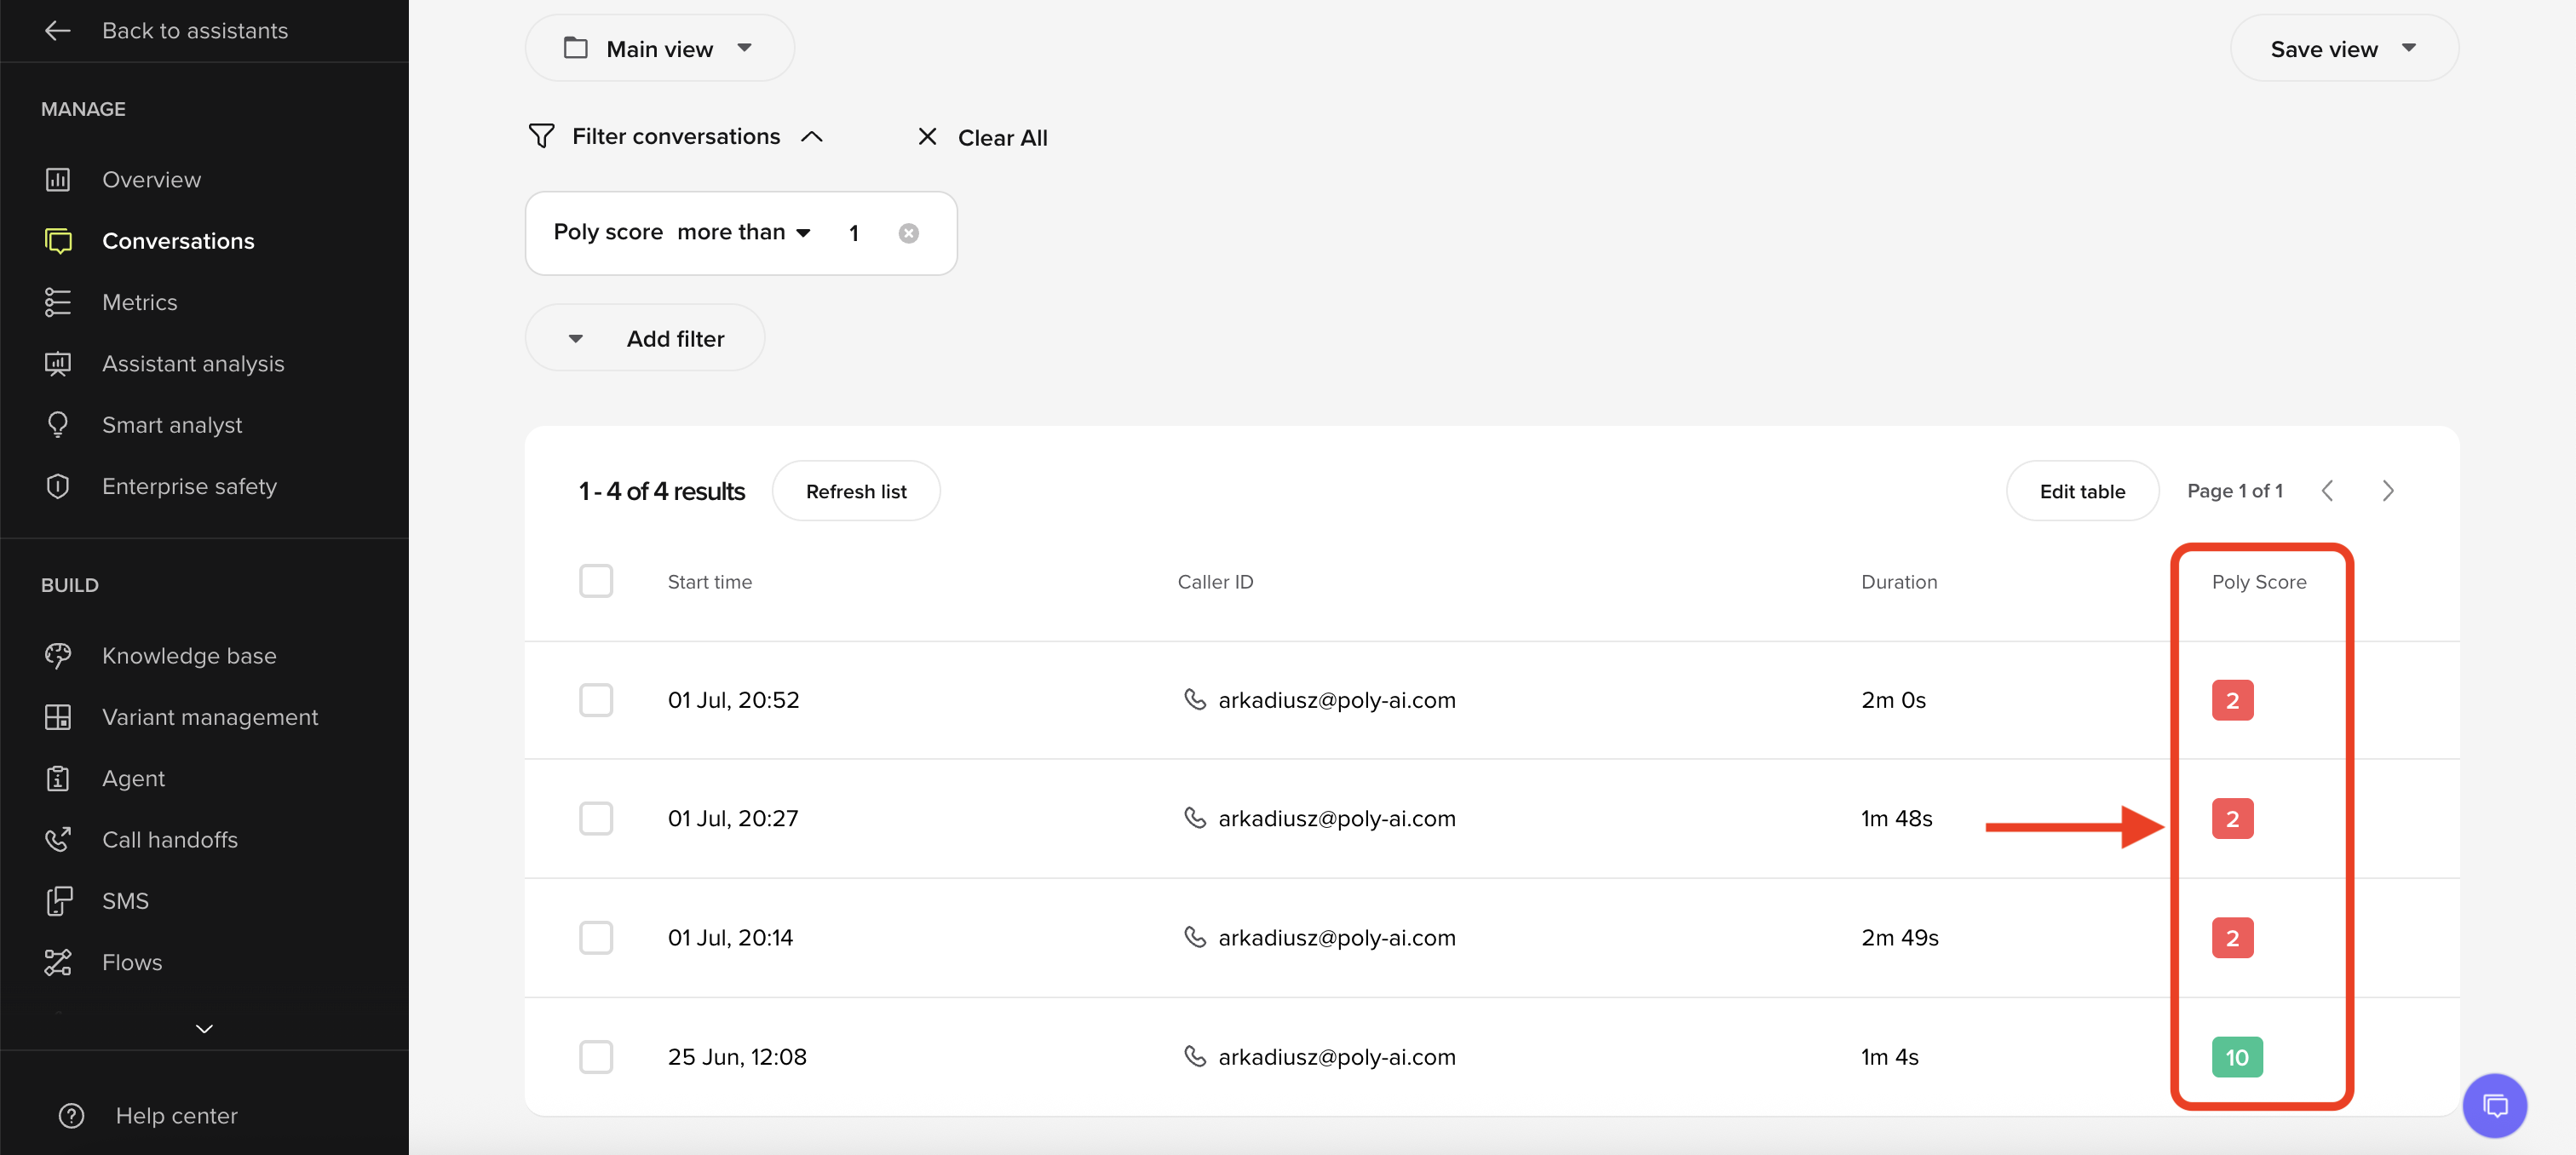 Back to assistants
MANAGE
Overview
Conversations
Metrics
Assistant analysis
Smart analyst
Enterprise safety
BUILD
Knowledge base
Variant management
Agent
Call handoffs
SMS
Flows
Help center
Main view
Save view
Filter conversations
Clear All
Poly score more than 1
Add filter
1 - 4 of 4 results
Refresh list
Edit table
Page 1 of 1
Start time Caller ID Duration Poly Score
01 Jul, 20:52 arkadiusz@poly-ai.com 2m 0s 2
01 Jul, 20:27 arkadiusz@poly-ai.com 1m 48s 2
01 Jul, 20:14 arkadiusz@poly-ai.com 2m 49s 2
25 Jun, 12:08 arkadiusz@poly-ai.com 1m 4s 10